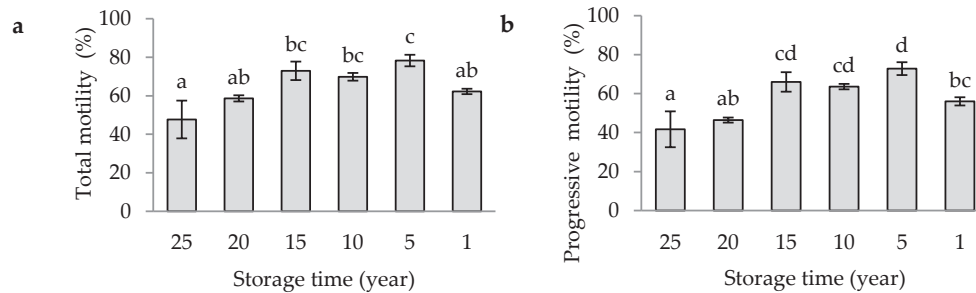 a
Total motility (%)
100
80
60
40
20
0
a
ab
bc
bc
c
ab
25 20 15 10 5 1
Storage time (year)
b
Progressive motility (%)
100
80
60
40
20
0
a
ab
cd
cd
d
bc
25 20 15 10 5 1
Storage time (year)